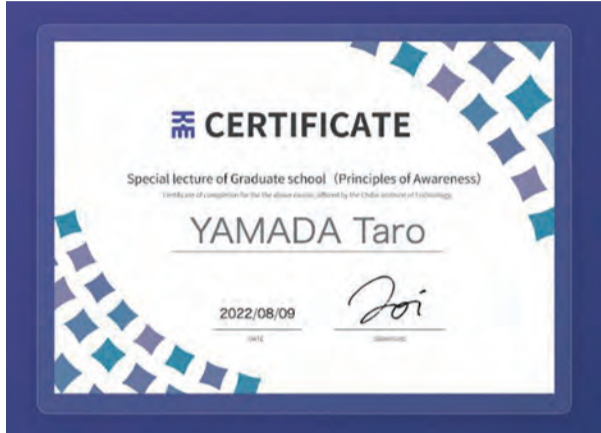 CERTIFICATE
Special lecture of Graduate school (Principles of Awareness)
Certificate of completion for the the above course, offered by the Chiba Institute of Technology.
YAMADA Taro
2022/08/09
Joi
DATE
SIGNATURE